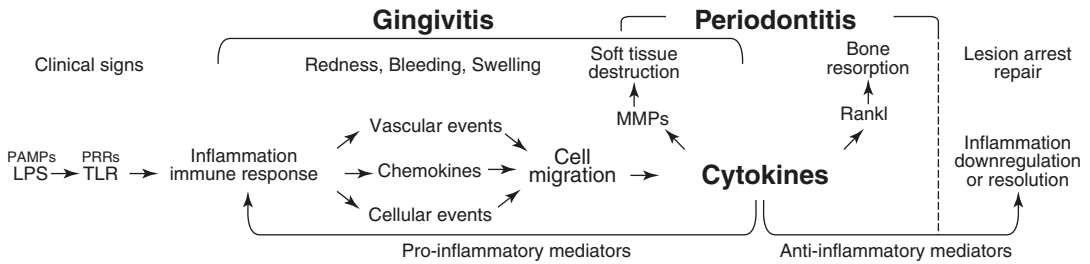 Gingivitis
Periodontitis
Clinical signs
Redness, Bleeding, Swelling
Soft tissue
destruction
Bone
resorption
Lesion arrest
repair
MMPs
Rankl
PAMPs
LPS
PRRs
TLR
Inflammation
immune response
Vascular events
Chemokines
Cellular events
Cell
migration
Cytokines
Inflammation
downregulation
or resolution
Pro-inflammatory mediators
Anti-inflammatory mediators